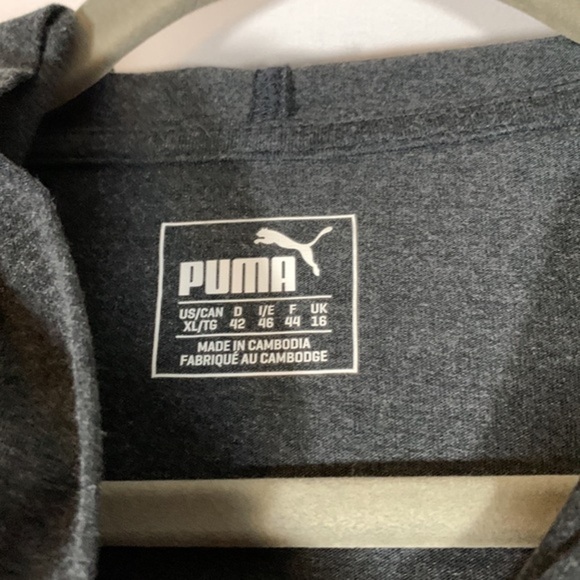 PUMA
US/CAN D I/E F UK
XL/TG 42 46 44 16
MADE IN CAMBODIA
FABRIQUÉ AU CAMBODGE